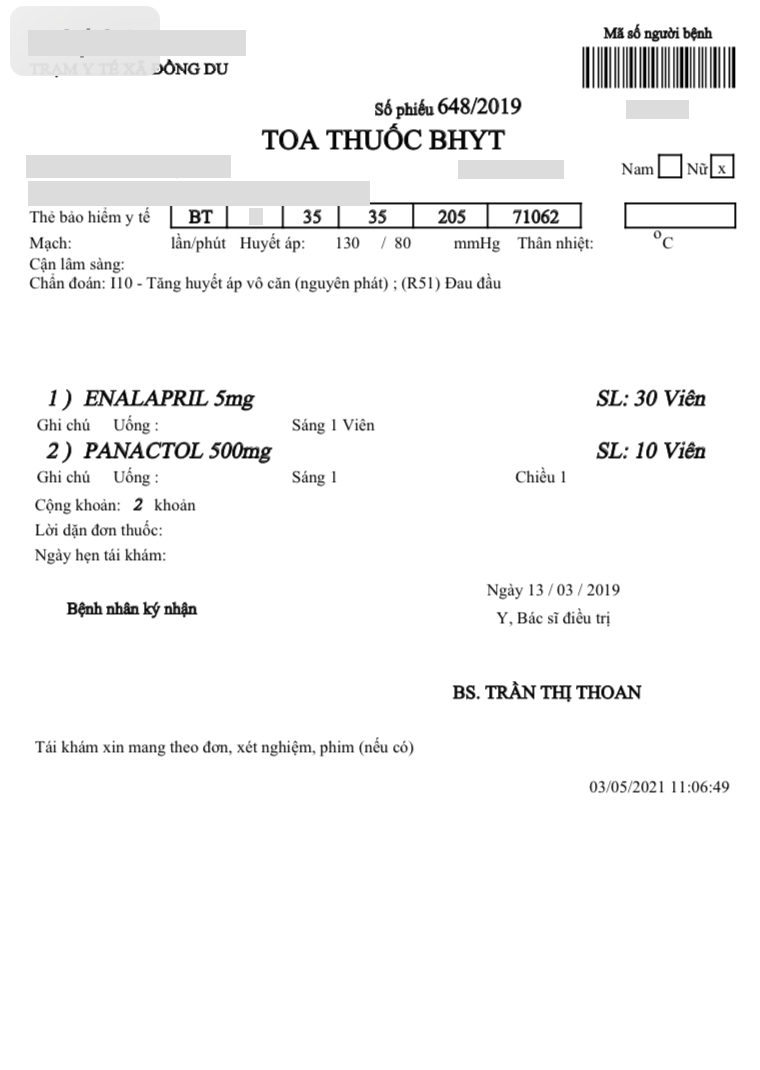 Mã số người bệnh
TRẠM Y TẾ XÃ ĐỒNG DU
Số phiếu 648/2019
TOA THUỐC BHYT
Nam Nữ x
Thẻ bảo hiểm y tế BT 35 35 205 71062
Mạch: lần/phút Huyết áp: 130 / 80 mmHg Thân nhiệt: °C
Cận lâm sàng:
Chẩn đoán: I10 - Tăng huyết áp vô căn (nguyên phát) ; (R51) Đau đầu
1 ) ENALAPRIL 5mg SL: 30 Viên
Ghi chú Uống : Sáng 1 Viên
2 ) PANACTOL 500mg SL: 10 Viên
Ghi chú Uống : Sáng 1 Chiều 1
Cộng khoản: 2 khoản
Lời dặn đơn thuốc:
Ngày hẹn tái khám:
Ngày 13 / 03 / 2019
Bệnh nhân ký nhận
Y, Bác sĩ điều trị
BS. TRẦN THỊ THOAN
Tái khám xin mang theo đơn, xét nghiệm, phim (nếu có)
03/05/2021 11:06:49